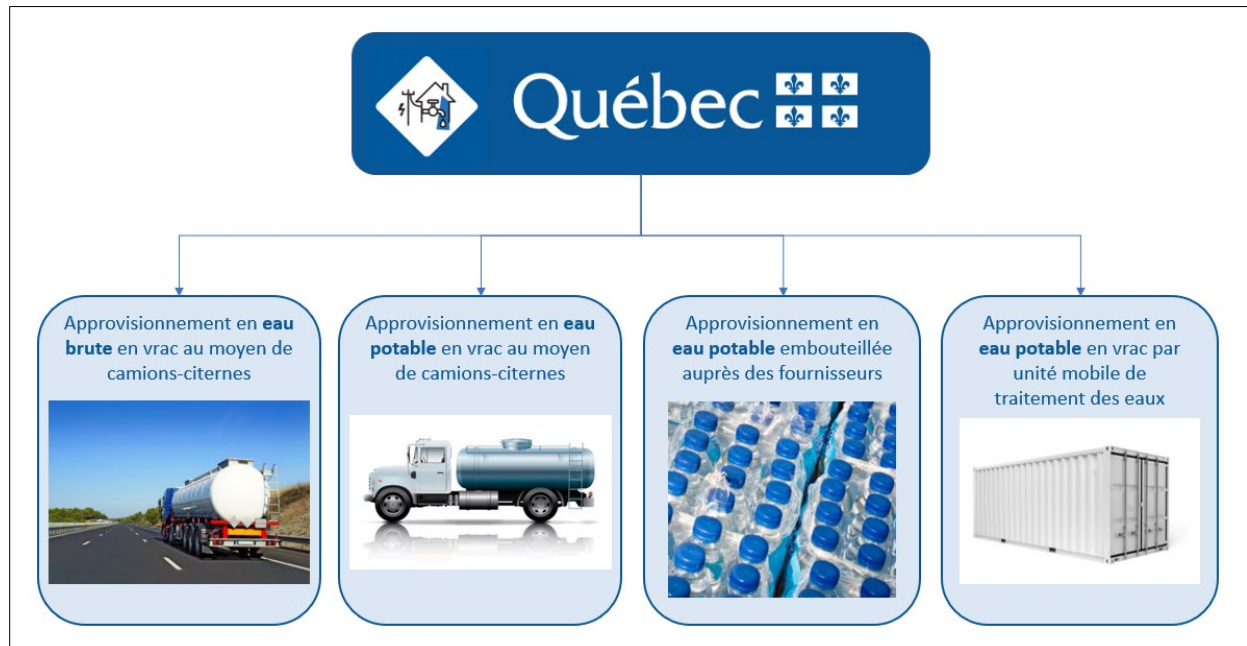 Québec
Approvisionnement en eau
brute en vrac au moyen de
camions-citernes
Approvisionnement en eau
potable en vrac au moyen
de camions-citernes
Approvisionnement en
eau potable embouteillée
auprès des fournisseurs
Approvisionnement en
eau potable en vrac par
unité mobile de
traitement des eaux